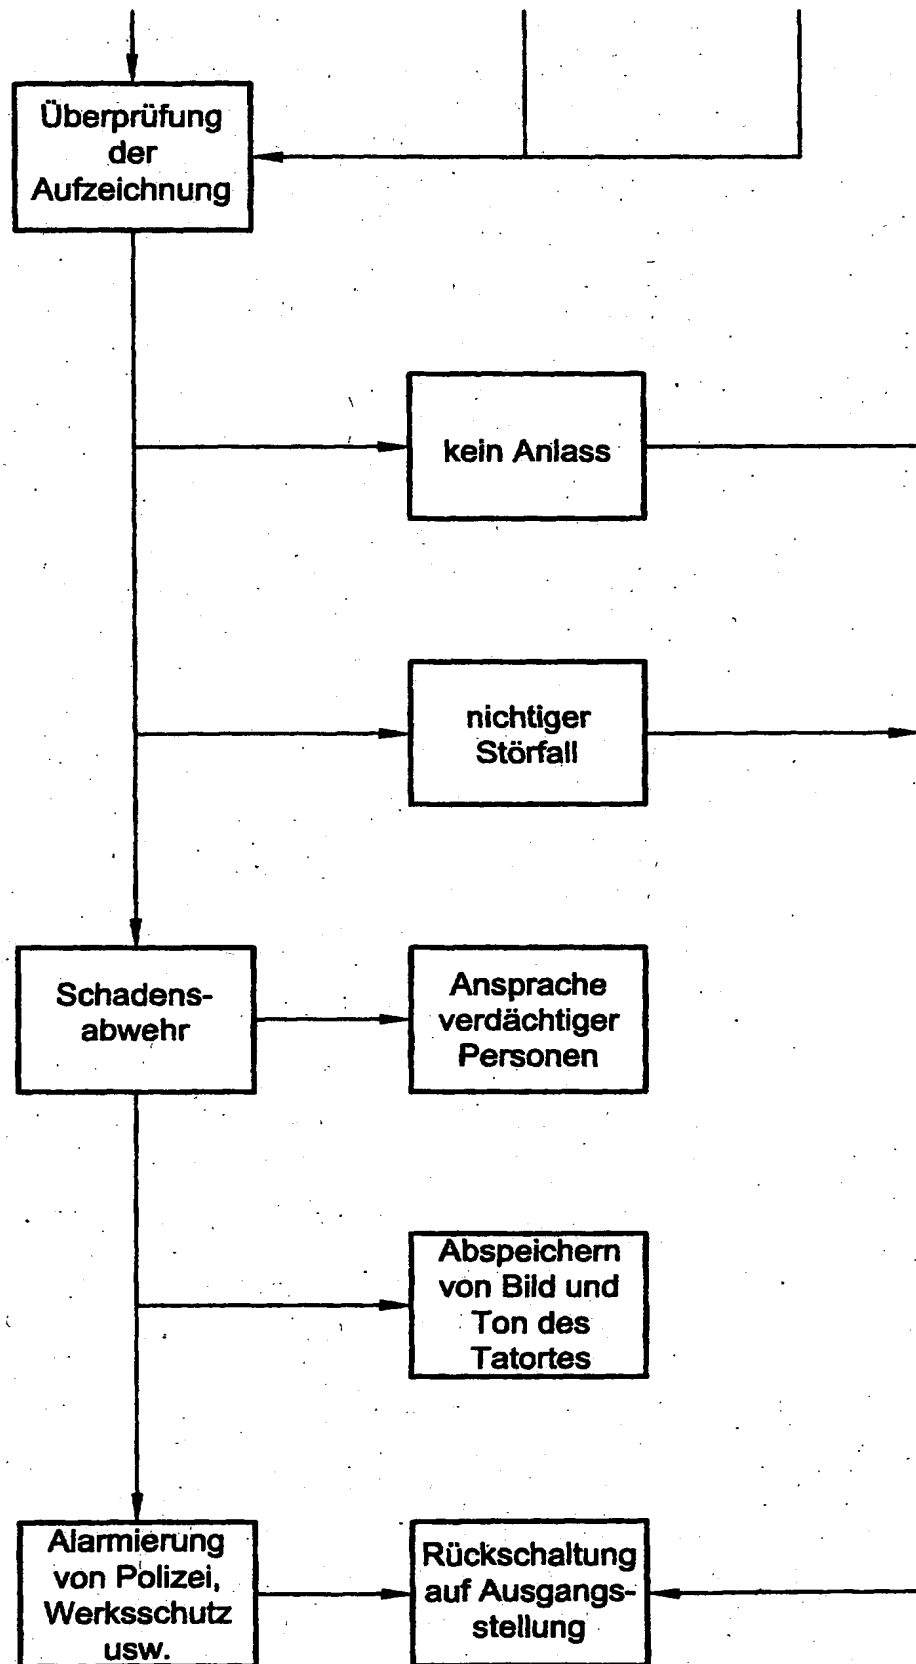 Überprüfung
der
Aufzeichnung
kein Anlass
nichtiger
Störfall
Schadens-
abwehr
Ansprache
verdächtiger
Personen
Abspeichern
von Bild und
Ton des
Tatortes
Alarmierung
von Polizei,
Werksschutz
usw.
Rückschaltung
auf Ausgangs-
stellung